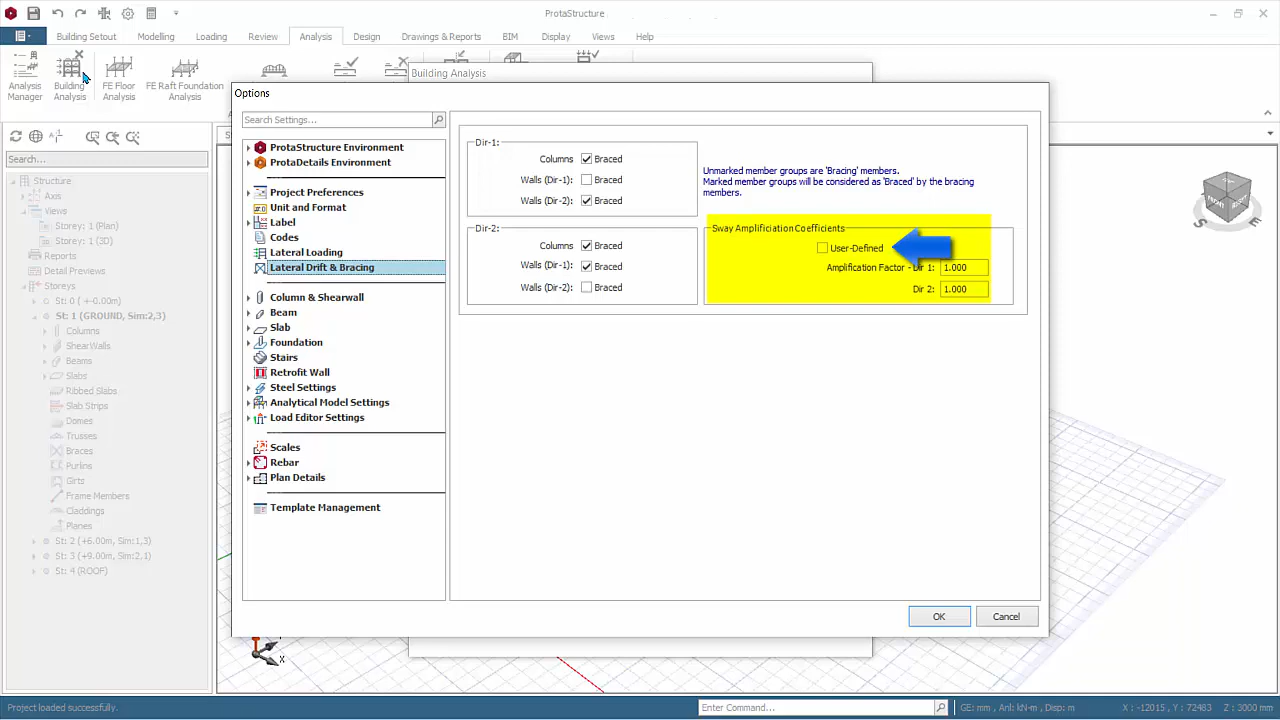 ProtaStructure
Building Setout
Modelling
Loading
Review
Analysis
Design
Drawings & Reports
BIM
Display
Views
Help
Analysis
Manager
Building
Analysis
FE Floor
Analysis
FE Raft Foundation
Analysis
Building Analysis
Options
Search Settings...
ProtaStructure Environment
ProtaDetails Environment
Project Preferences
Unit and Format
Label
Codes
Lateral Loading
Lateral Drift & Bracing
Column & Shearwall
Beam
Slab
Foundation
Stairs
Retrofit Wall
Steel Settings
Analytical Model Settings
Load Editor Settings
Scales
Rebar
Plan Details
Template Management
Dir-1:
Columns Braced
Walls (Dir-1): Braced
Walls (Dir-2): Braced
Dir-2:
Columns Braced
Walls (Dir-1): Braced
Walls (Dir-2): Braced
Unmarked member groups are 'Bracing' members.
Marked member groups will be considered as 'Braced' by the bracing
members.
Sway Amplificiation Coefficients
User-Defined
Amplification Factor - Dir 1: 1.000
Dir 2: 1.000
OK
Cancel
Search...
Structure
Axis
Views
Storey: 1 (Plan)
Storey: 1 (3D)
Reports
Detail Previews
Storeys
St: 0 ( +-0.00m)
St: 1 (GROUND, Sim:2,3)
Columns
ShearWalls
Beams
Slabs
Ribbed Slabs
Slab Strips
Domes
Trusses
Braces
Purlins
Girts
Frame Members
Claddings
Planes
St: 2 (+6.00m, Sim:1,3)
St: 3 (+9.00m, Sim:2,1)
St: 4 (ROOF)
FRONT
RIGHT
S
E
X
Project loaded successfully.
Enter Command...
GE: mm , Anl: kN-m , Disp: m
X : -12015 , Y : 72483
Z : 3000 mm